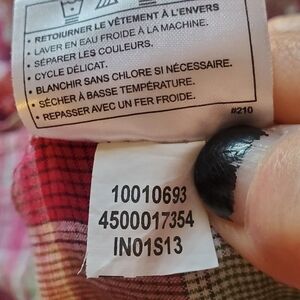 • RETOURNER LE VÊTEMENT À L'ENVERS
• LAVER EN EAU FROIDE À LA MACHINE.
• SÉPARER LES COULEURS.
• CYCLE DÉLICAT.
• BLANCHIR SANS CHLORE SI NÉCESSAIRE.
• SÉCHER À BASSE TEMPÉRATURE.
• REPASSER AVEC UN FER FROIDE.
#210
10010693
4500017354
IN01S13